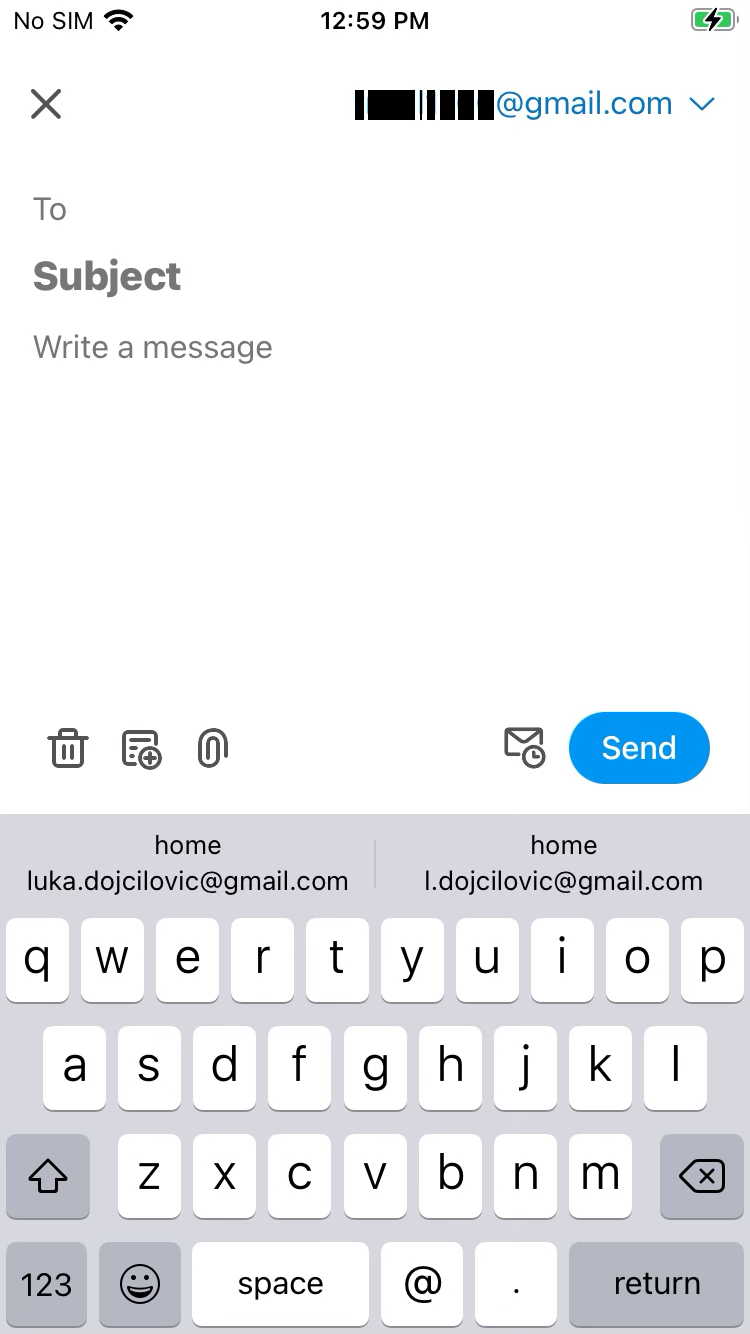 No SIM 12:59 PM
@gmail.com
To
Subject
Write a message
Send
home home
luka.dojcilovic@gmail.com l.dojcilovic@gmail.com
q w e r t y u i o p
a s d f g h j k l
z x c v b n m
123 space @ . return